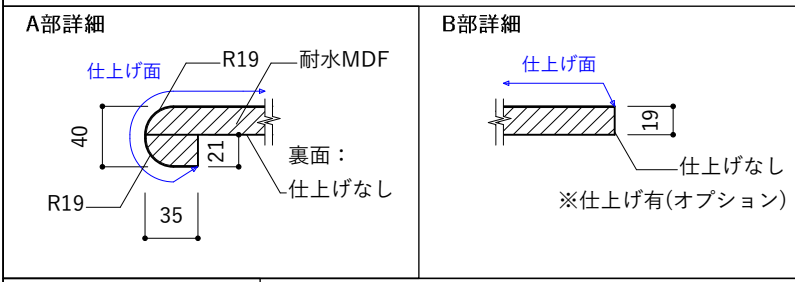 A部詳細
仕上げ面
R19
耐水MDF
40
21
裏面：
仕上げなし
R19
35
B部詳細
仕上げ面
19
仕上げなし
※仕上げ有(オプション)